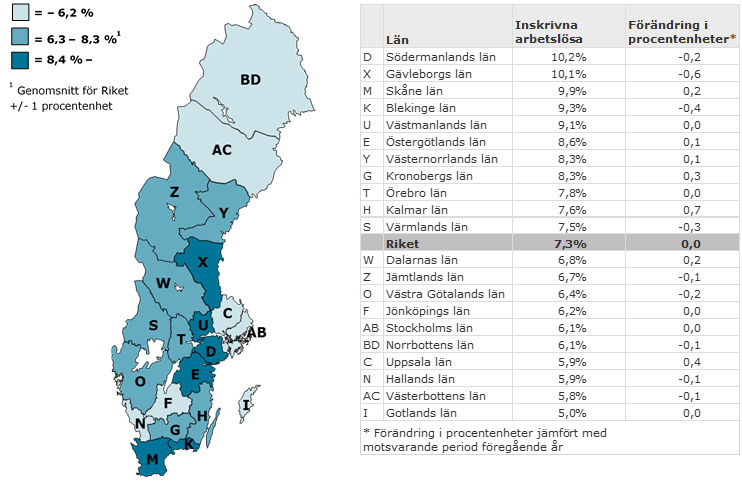 = – 6,2 %
= 6,3 – 8,3 %¹
= 8,4 % –
¹ Genomsnitt för Riket
+/- 1 procentenhet
BD
AC
Z
Y
X
W
C
AB
U
S
T
D
E
O
F
I
N
H
G
K
M
Län Inskrivna arbetslösa Förändring i procentenheter*
D Södermanlands län 10,2% -0,2
X Gävleborgs län 10,1% -0,6
M Skåne län 9,9% 0,2
K Blekinge län 9,3% -0,4
U Västmanlands län 9,1% 0,0
E Östergötlands län 8,6% 0,1
Y Västernorrlands län 8,3% 0,1
G Kronobergs län 8,3% 0,3
T Örebro län 7,8% 0,0
H Kalmar län 7,6% 0,7
S Värmlands län 7,5% -0,3
Riket 7,3% 0,0
W Dalarnas län 6,8% 0,2
Z Jämtlands län 6,7% -0,1
O Västra Götalands län 6,4% -0,2
F Jönköpings län 6,2% 0,0
AB Stockholms län 6,1% 0,0
BD Norrbottens län 6,1% -0,1
C Uppsala län 5,9% 0,4
N Hallands län 5,9% -0,1
AC Västerbottens län 5,8% -0,1
I Gotlands län 5,0% 0,0
* Förändring i procentenheter jämfört med
motsvarande period föregående år